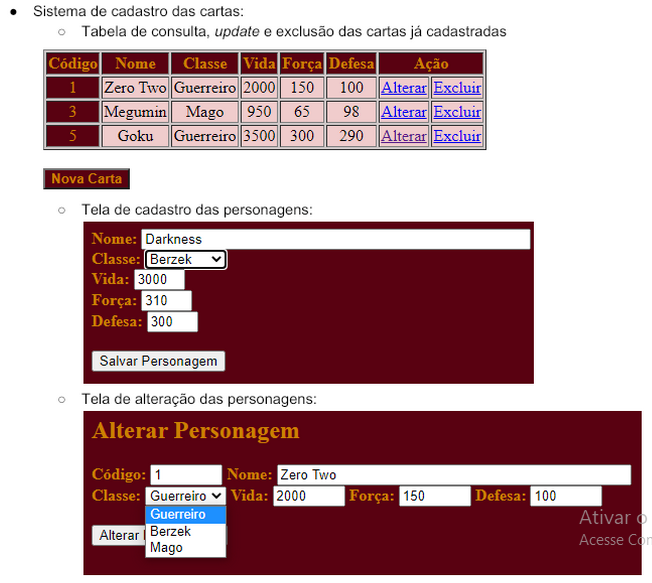 ● Sistema de cadastro das cartas:
○ Tabela de consulta, update e exclusão das cartas já cadastradas
Código Nome Classe Vida Força Defesa Ação
1 Zero Two Guerreiro 2000 150 100 Alterar Excluir
3 Megumin Mago 950 65 98 Alterar Excluir
5 Goku Guerreiro 3500 300 290 Alterar Excluir
Nova Carta
○ Tela de cadastro das personagens:
Nome: Darkness
Classe: Berzek
Vida: 3000
Força: 310
Defesa: 300
Salvar Personagem
○ Tela de alteração das personagens:
Alterar Personagem
Código: 1 Nome: Zero Two
Classe: Guerreiro Vida: 2000 Força: 150 Defesa: 100
Guerreiro
Berzek
Mago
Alterar
Ativar o
Acesse Con